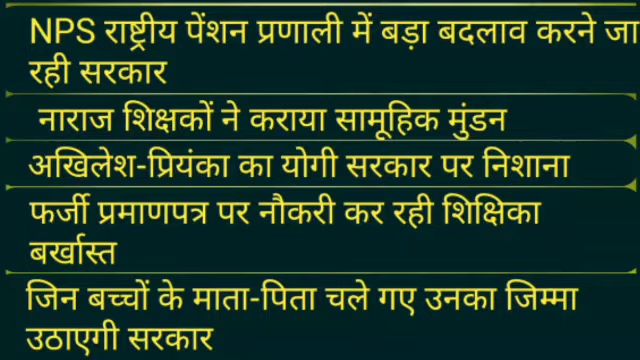 NPS राष्ट्रीय पेंशन प्रणाली में बड़ा बदलाव करने जा
रही सरकार
नाराज शिक्षकों ने कराया सामूहिक मुंडन
अखिलेश-प्रियंका का योगी सरकार पर निशाना
फर्जी प्रमाणपत्र पर नौकरी कर रही शिक्षिका
बर्खास्त
जिन बच्चों के माता-पिता चले गए उनका जिम्मा
उठाएगी सरकार